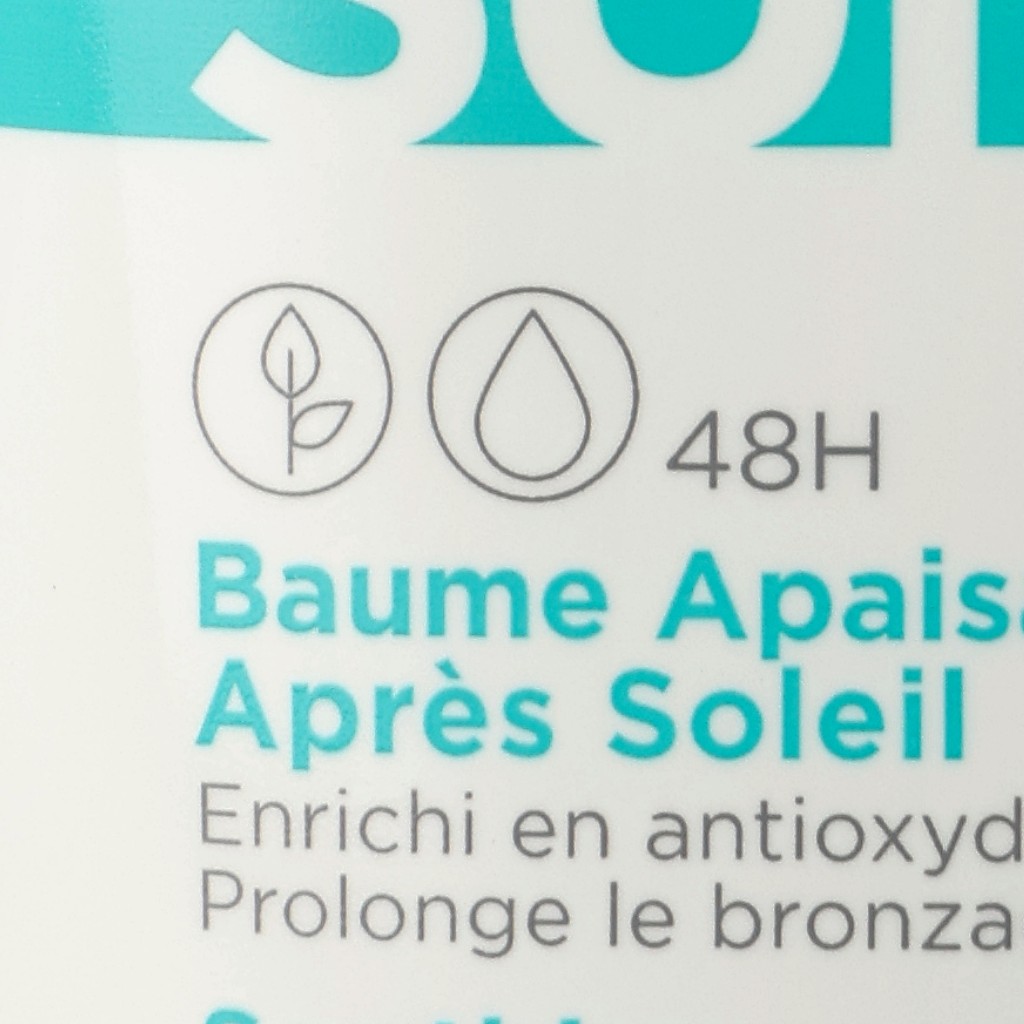 48H
Baume Apais
Après Soleil
Enrichi en antioxyd
Prolonge le bronza